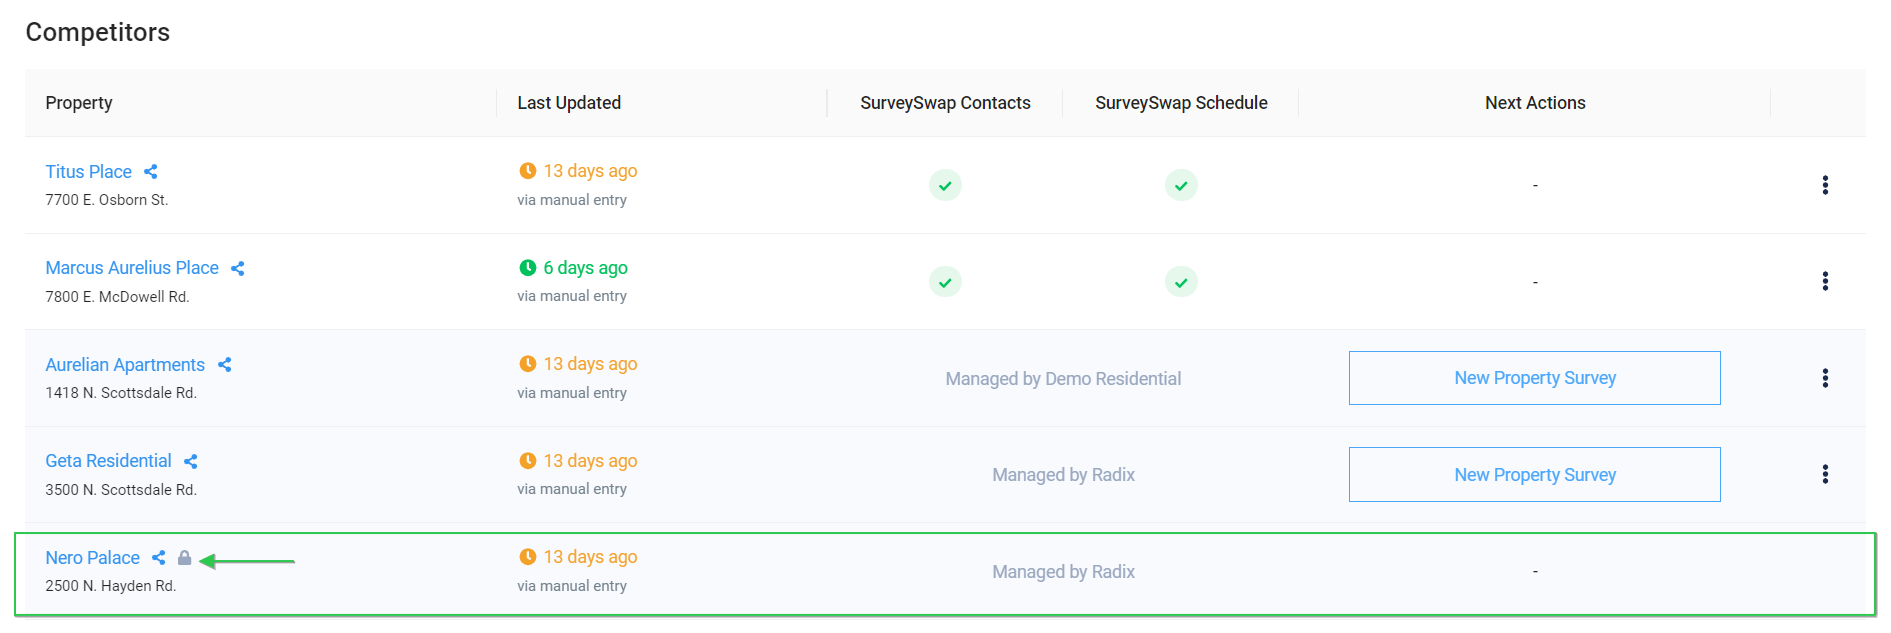 Competitors
Property Last Updated SurveySwap Contacts SurveySwap Schedule Next Actions
Titus Place 13 days ago
7700 E. Osborn St. via manual entry -
Marcus Aurelius Place 6 days ago
7800 E. McDowell Rd. via manual entry -
Aurelian Apartments 13 days ago Managed by Demo Residential New Property Survey
1418 N. Scottsdale Rd. via manual entry
Geta Residential 13 days ago Managed by Radix New Property Survey
3500 N. Scottsdale Rd. via manual entry
Nero Palace 13 days ago Managed by Radix -
2500 N. Hayden Rd. via manual entry